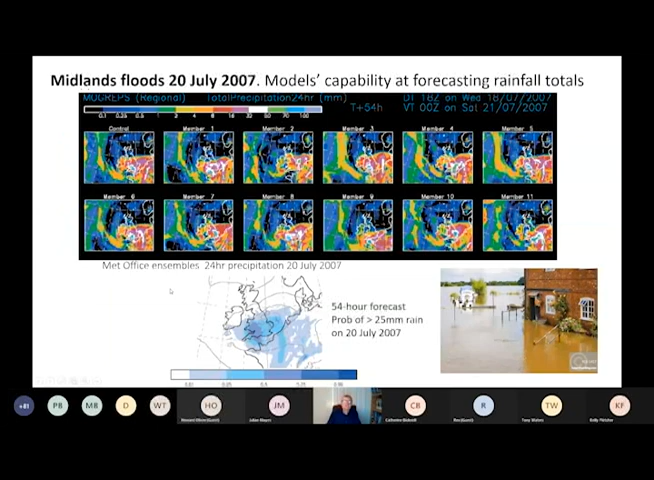 Midlands floods 20 July 2007. Models' capability at forecasting rainfall totals
MOGREPS (Regional) TotalPrecipitation24hr (mm) DT 18Z on Wed 18/07/2007
T+54h VT 00Z on Sat 21/07/2007
Control Member 1 Member 2 Member 3 Member 4 Member 5
Member 6 Member 7 Member 8 Member 9 Member 10 Member 11
Met Office ensembles 24hr precipitation 20 July 2007
54-hour forecast
Prob of > 25mm rain
on 20 July 2007
+81 PB MB D WT HO JM CB R TW KF